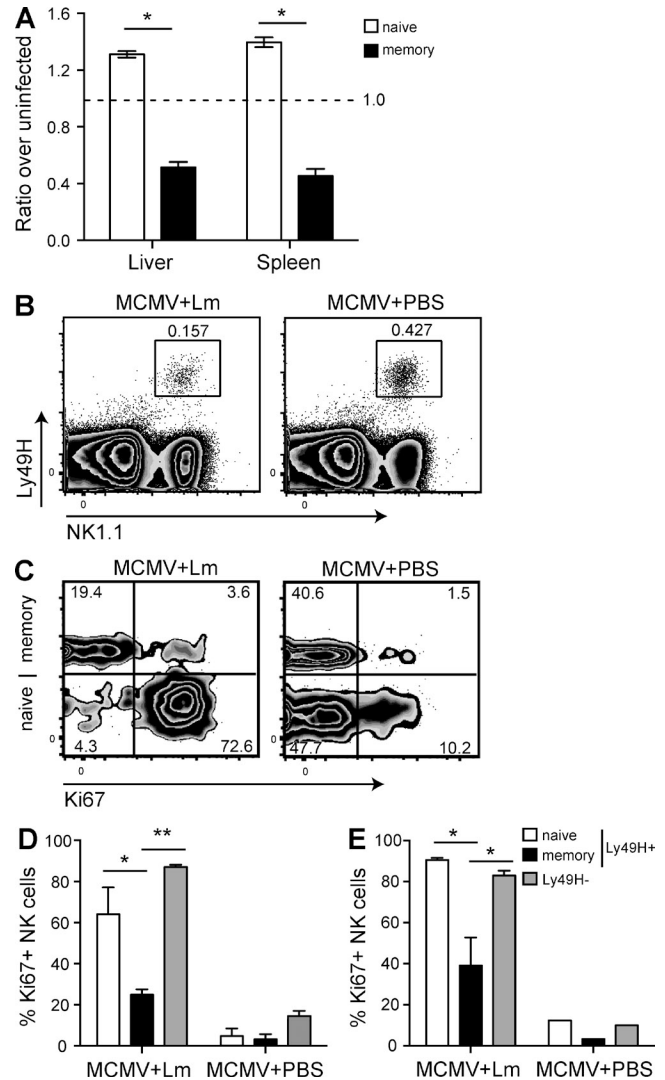 A
Ratio over uninfected
1.6
1.2
0.8
0.4
0.0
* *
naive
memory
1.0
Liver Spleen
B
MCMV+Lm MCMV+PBS
0.157 0.427
Ly49H
0
0 0
NK1.1
C
MCMV+Lm MCMV+PBS
naive | memory
19.4 3.6 40.6 1.5
0
4.3 72.6 47.7 10.2
0 0
Ki67
D
% Ki67+ NK cells
100
80
60
40
20
0
* **
MCMV+Lm MCMV+PBS
E
% Ki67+ NK cells
100
80
60
40
20
0
* *
naive
memory
Ly49H+
Ly49H-
MCMV+Lm MCMV+PBS